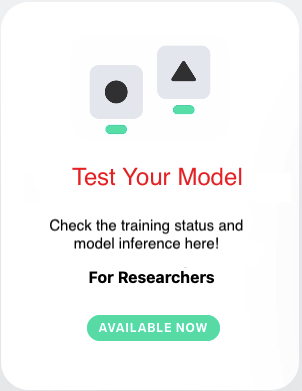 Test Your Model
Check the training status and
model inference here!
For Researchers
AVAILABLE NOW